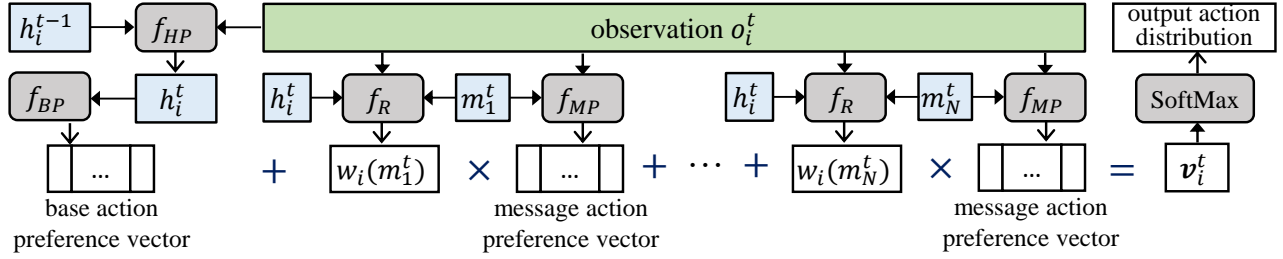 h_i^{t-1}
f_{HP}
observation o_i^t
output action
distribution
f_{BP}
h_i^t
h_i^t
f_R
m_1^t
f_{MP}
h_i^t
f_R
m_N^t
f_{MP}
SoftMax
...
+
w_i(m_1^t)
×
...
+ ⋯ +
w_i(m_N^t)
×
...
=
v_i^t
base action
preference vector
message action
preference vector
message action
preference vector